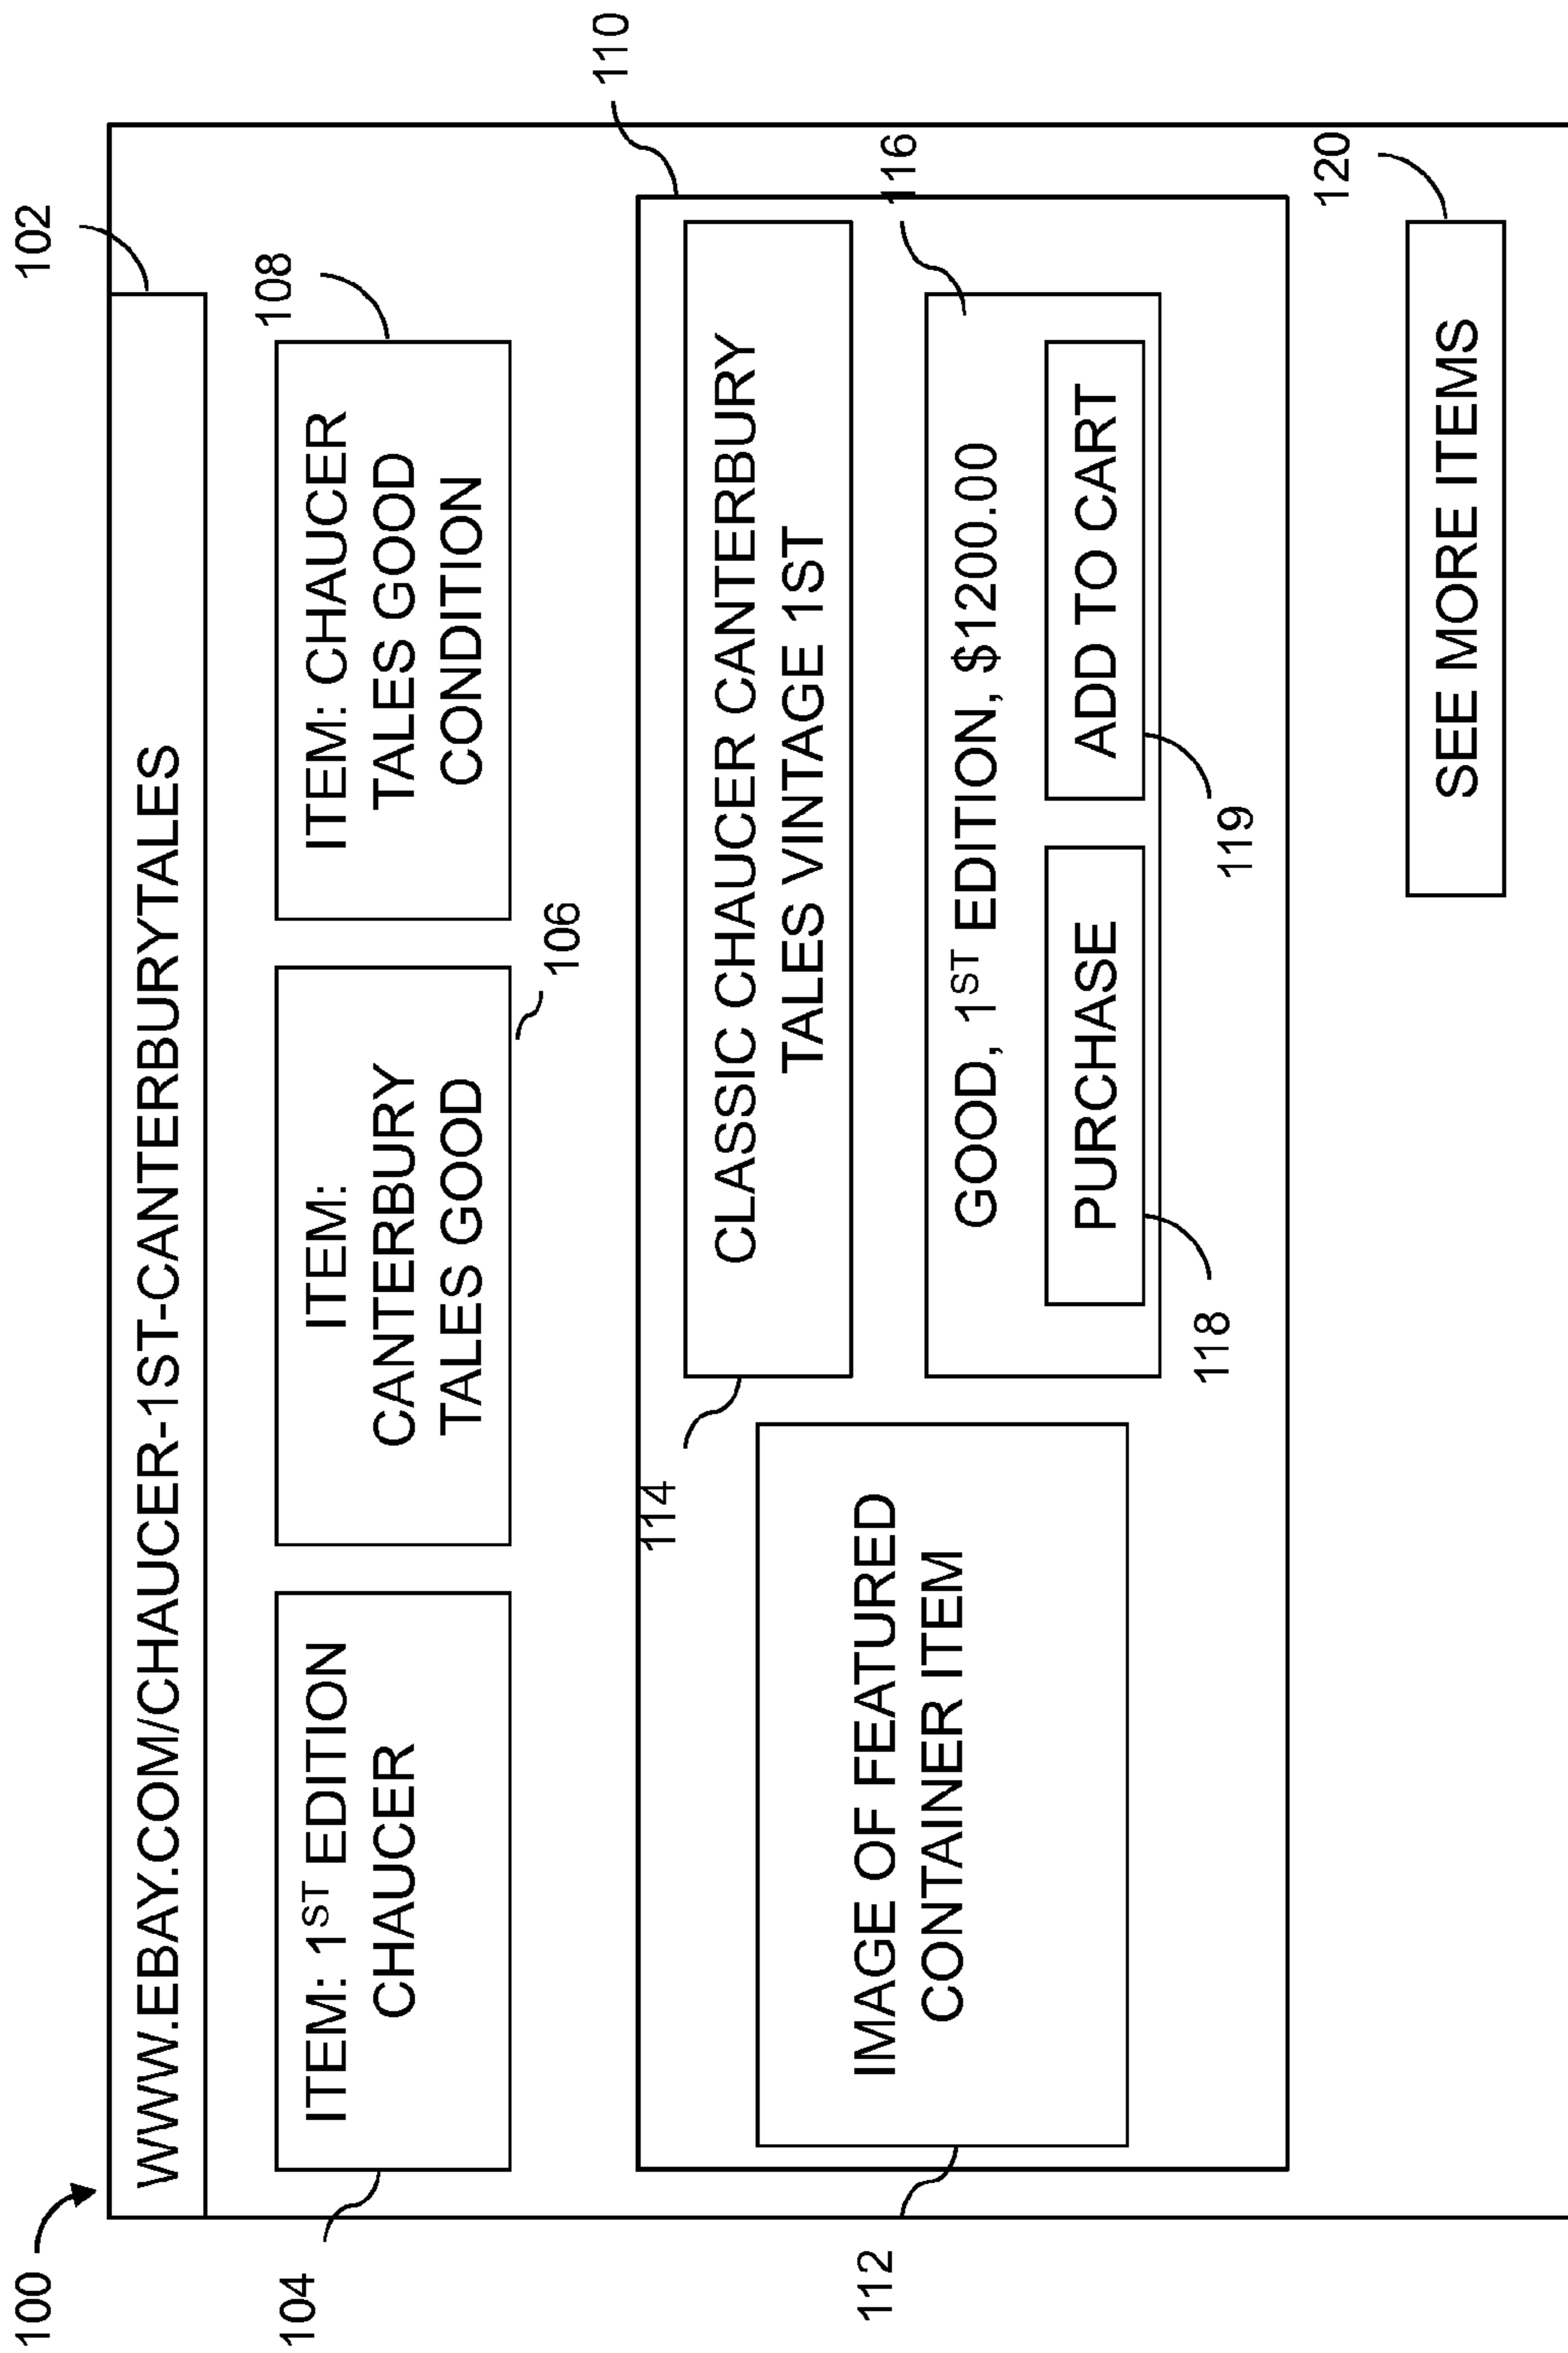 100
102
WWW.EBAY.COM/CHAUCER-1ST-CANTERBURYTALES
104
ITEM: 1ST EDITION
CHAUCER
ITEM:
CANTERBURY
TALES GOOD
106
108
ITEM: CHAUCER
TALES GOOD
CONDITION
110
112
IMAGE OF FEATURED
CONTAINER ITEM
114
CLASSIC CHAUCER CANTERBURY
TALES VINTAGE 1ST
116
GOOD, 1ST EDITION, $1200.00
PURCHASE
ADD TO CART
118
119
120
SEE MORE ITEMS